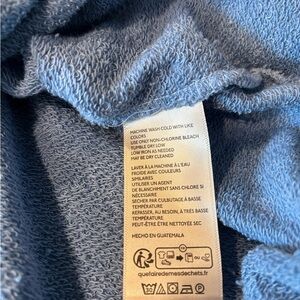 MACHINE WASH COLD WITH LIKE
COLORS
USE ONLY NON-CHLORINE BLEACH
TUMBLE DRY LOW
LOW IRON AS NEEDED
MAY BE DRY CLEANED
LAVER À LA MACHINE À L'EAU
FROIDE AVEC COULEURS
SIMILAIRES
UTILISER UN AGENT
DE BLANCHIMENT SANS CHLORE SI
NÉCESSAIRE
SÉCHER PAR CULBUTAGE À BASSE
TEMPÉRATURE
REPASSER, AU BESOIN, À TRÈS BASSE
TEMPÉRATURE
PEUT-ÊTRE ÊTRE NETTOYÉE SEC
HECHO EN GUATEMALA
OU
quefairedemesdechets.fr